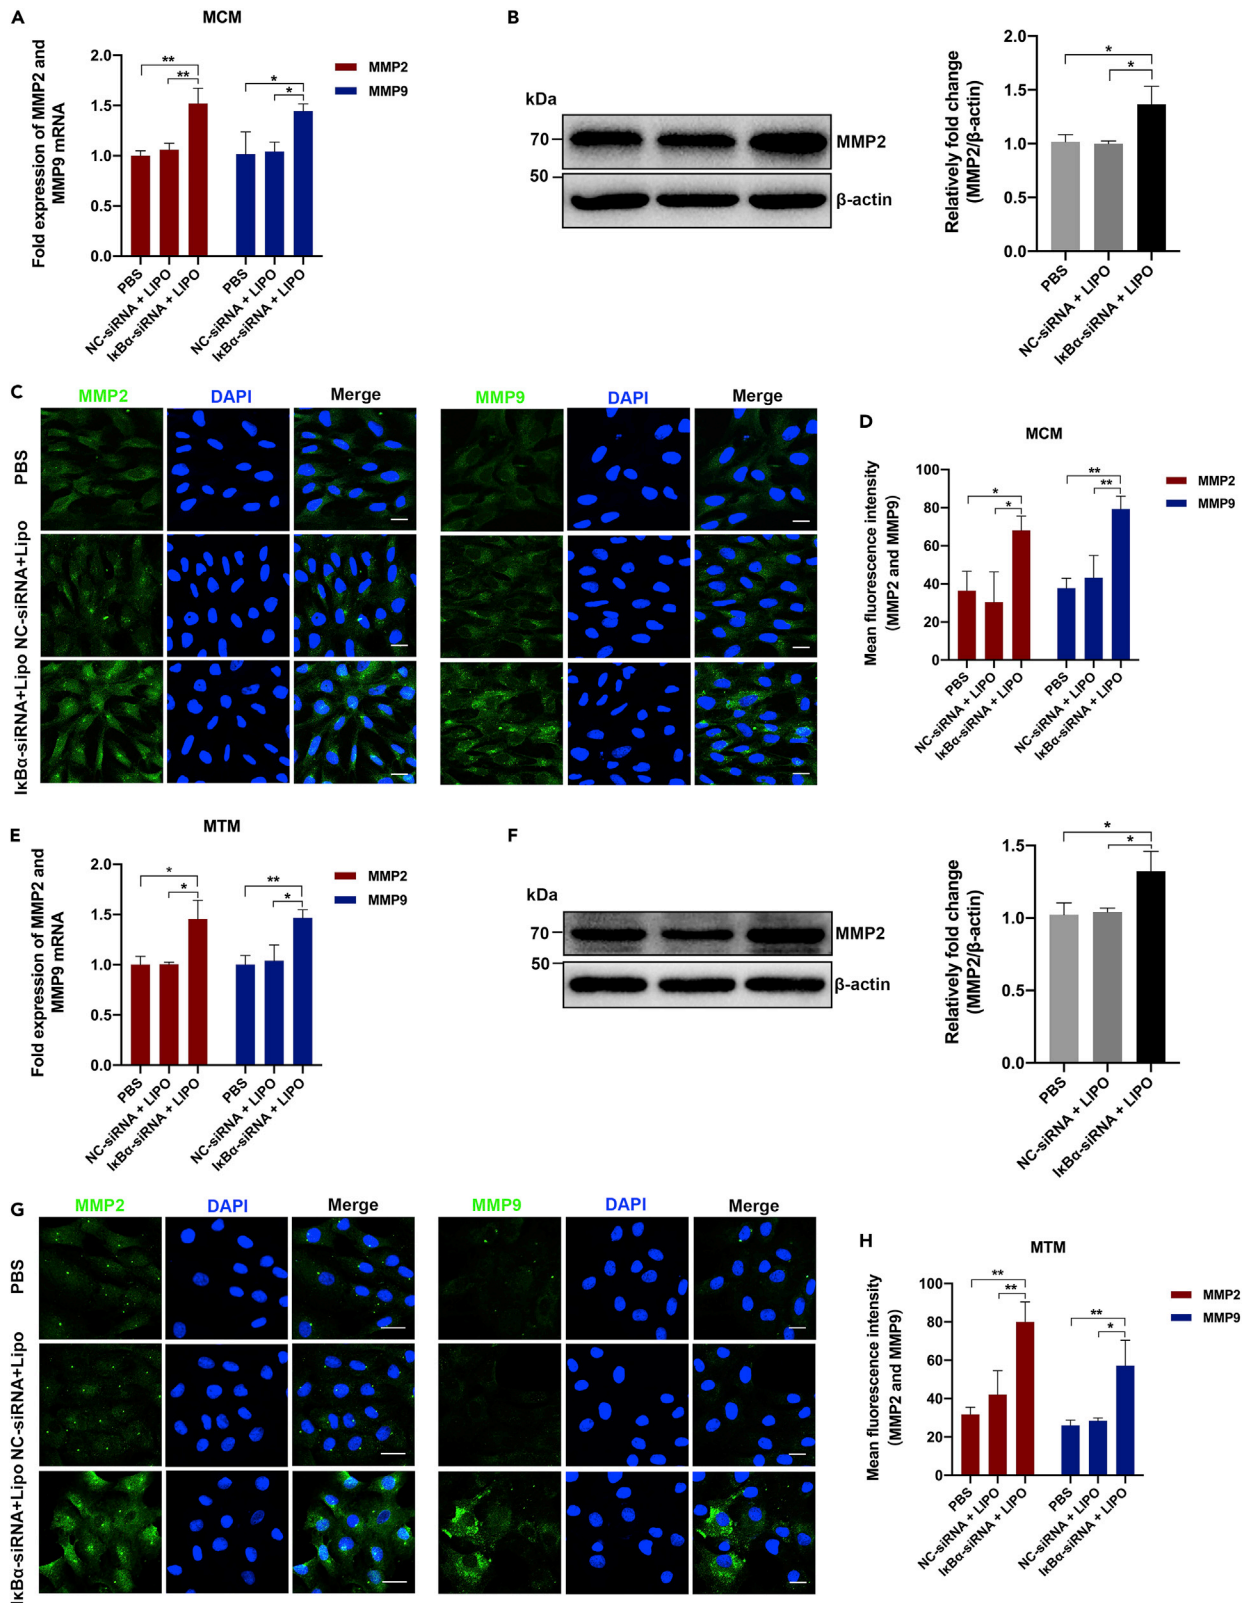 A
MCM
Fold expression of MMP2 and
MMP9 mRNA
2.0
1.5
1.0
0.5
0.0
**
**
*
*
MMP2
MMP9
PBS
NC-siRNA + LIPO
IκBα-siRNA + LIPO
PBS
NC-siRNA + LIPO
IκBα-siRNA + LIPO
B
kDa
70
50
MMP2
β-actin
Relatively fold change
(MMP2/β-actin)
2.0
1.5
1.0
0.5
0.0
*
*
PBS
NC-siRNA + LIPO
IκBα-siRNA + LIPO
C
MMP2
DAPI
Merge
MMP9
DAPI
Merge
PBS
NC-siRNA+Lipo
IκBα-siRNA+Lipo
D
MCM
Mean fluorescence intensity
(MMP2 and MMP9)
100
80
60
40
20
0
*
*
**
**
MMP2
MMP9
PBS
NC-siRNA + LIPO
IκBα-siRNA + LIPO
PBS
NC-siRNA + LIPO
IκBα-siRNA + LIPO
E
MTM
Fold expression of MMP2 and
MMP9 mRNA
2.0
1.5
1.0
0.5
0.0
*
*
**
*
MMP2
MMP9
PBS
NC-siRNA + LIPO
IκBα-siRNA + LIPO
PBS
NC-siRNA + LIPO
IκBα-siRNA + LIPO
F
kDa
70
50
MMP2
β-actin
Relatively fold change
(MMP2/β-actin)
1.5
1.0
0.5
0.0
*
*
PBS
NC-siRNA + LIPO
IκBα-siRNA + LIPO
G
MMP2
DAPI
Merge
MMP9
DAPI
Merge
PBS
NC-siRNA+Lipo
IκBα-siRNA+Lipo
H
MTM
Mean fluorescence intensity
(MMP2 and MMP9)
100
80
60
40
20
0
**
**
**
*
MMP2
MMP9
PBS
NC-siRNA + LIPO
IκBα-siRNA + LIPO
PBS
NC-siRNA + LIPO
IκBα-siRNA + LIPO